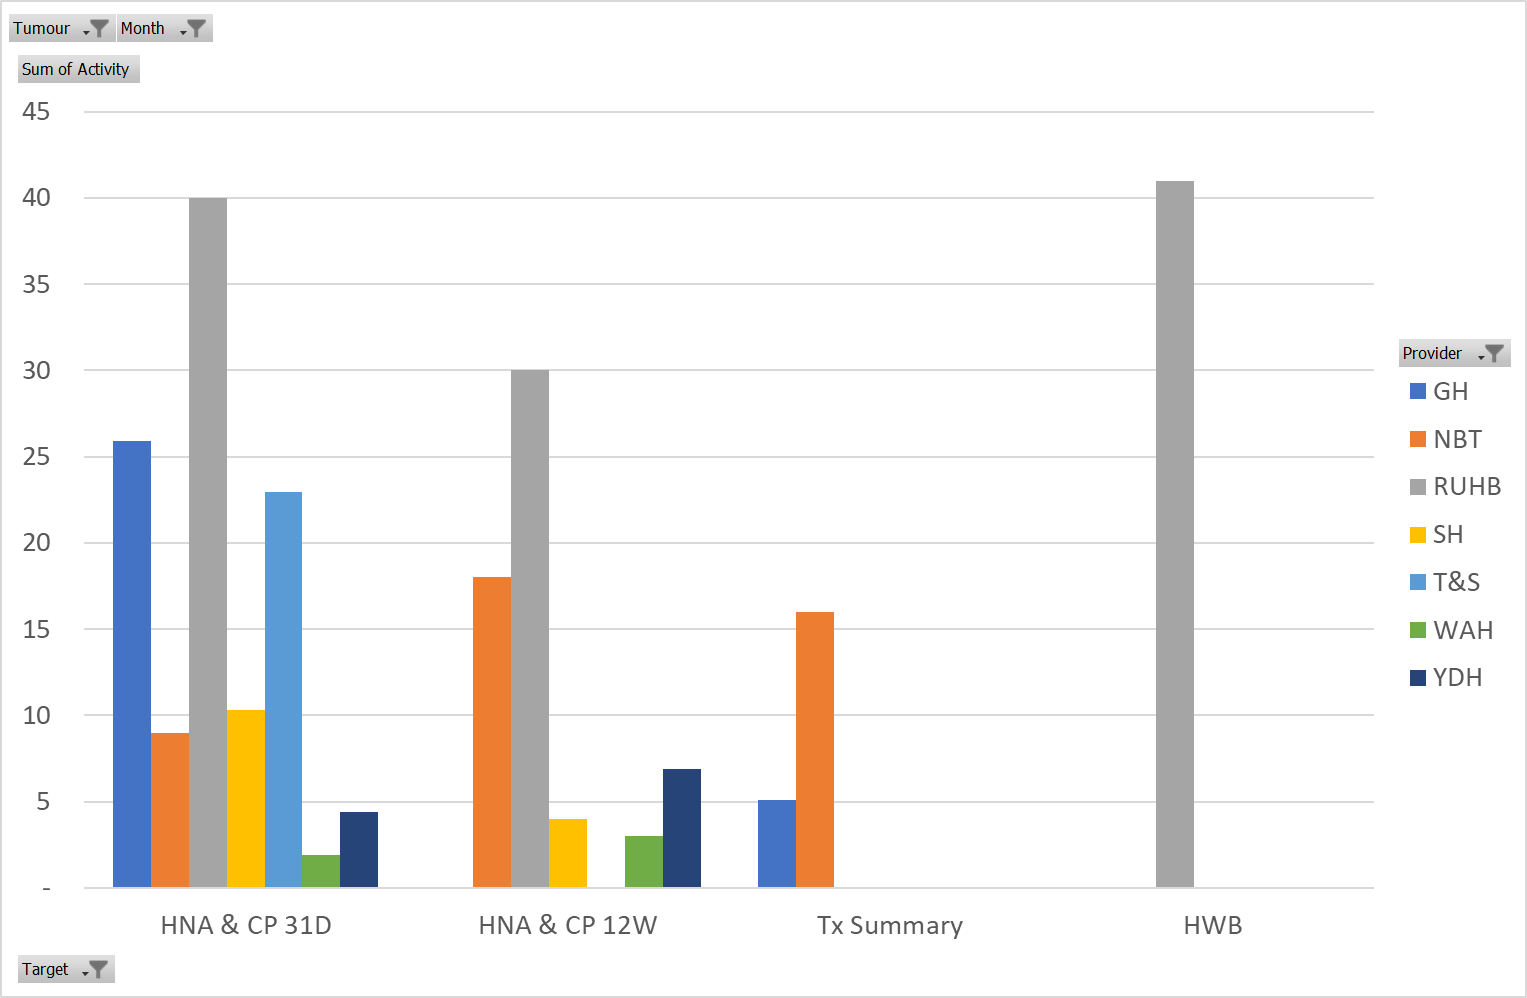 Tumour
Month
Sum of Activity
45
40
35
30
25
20
15
10
5
-
HNA & CP 31D
HNA & CP 12W
Tx Summary
HWB
Provider
GH
NBT
RUHB
SH
T&S
WAH
YDH
Target